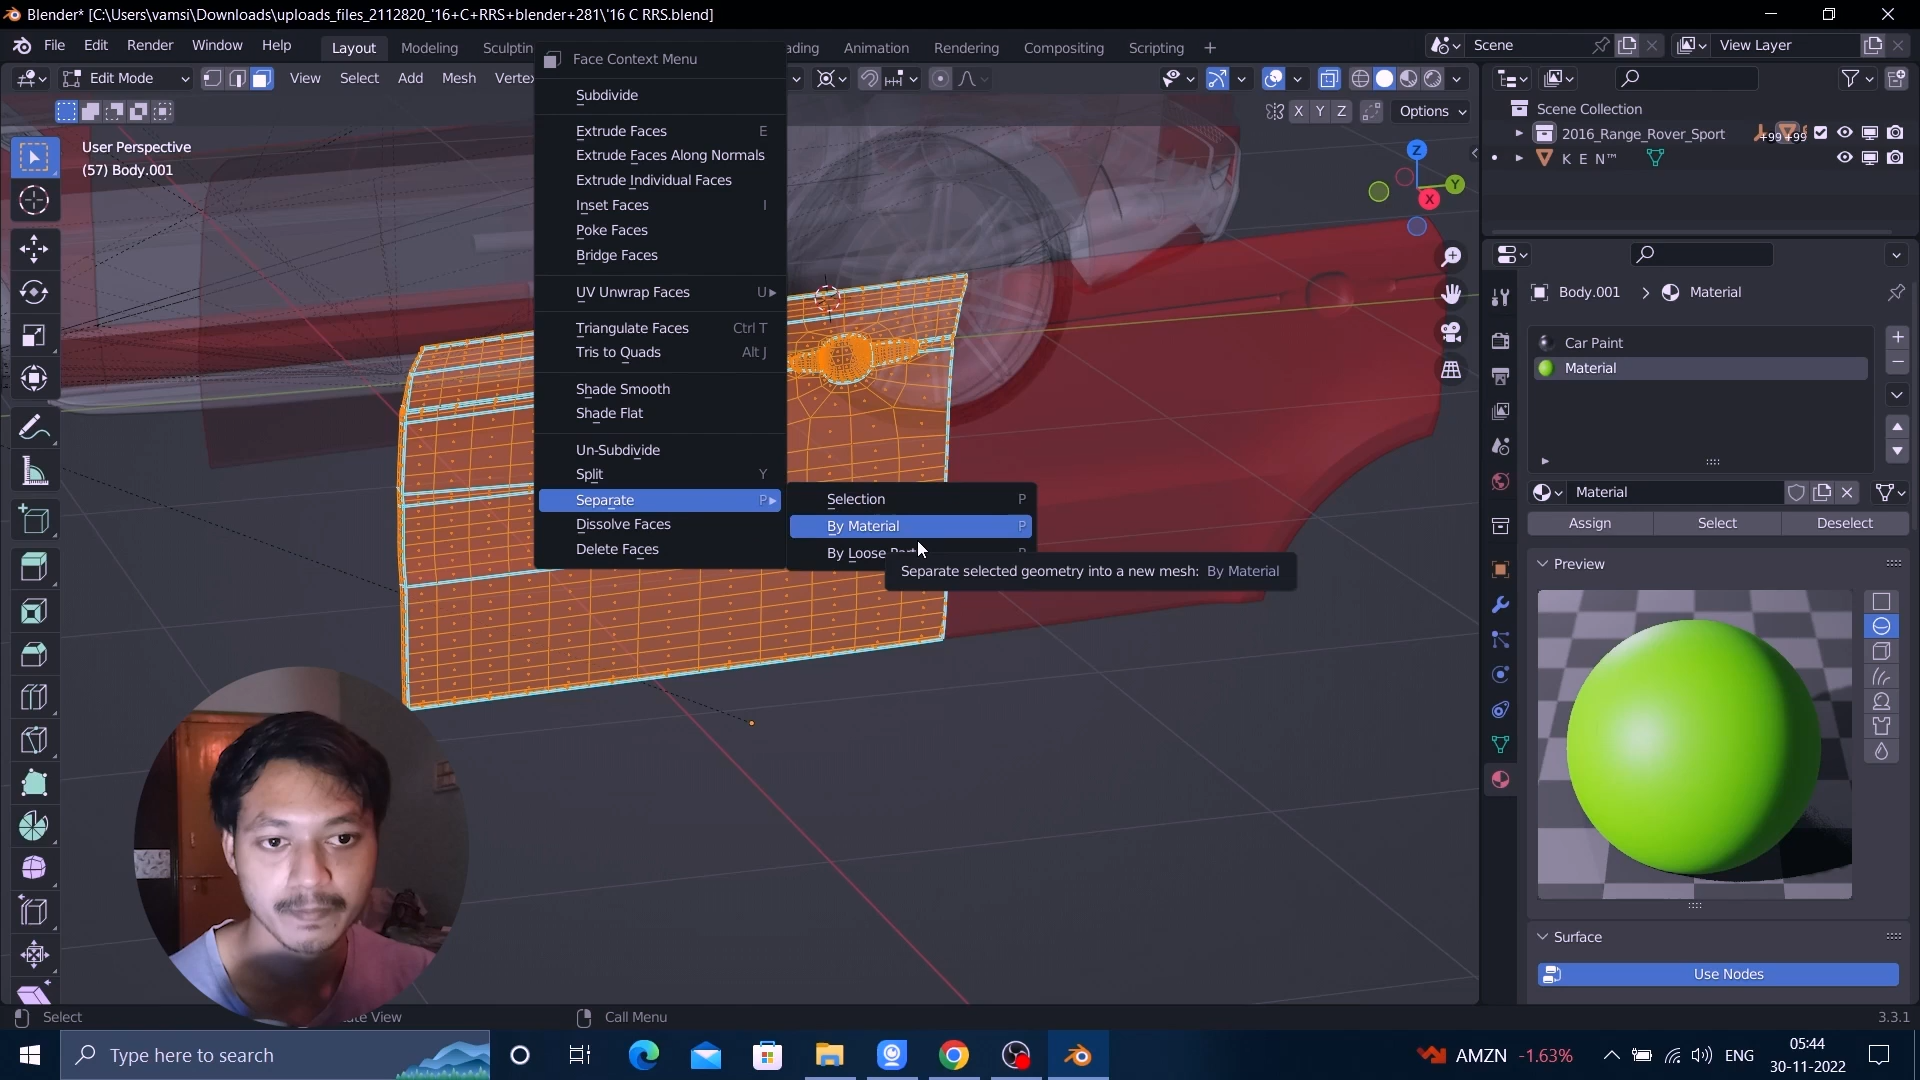 Blender* [C:\Users\vamsi\Downloads\uploads_files_2112820_'16+C+RRS+blender+281\'16 C RRS.blend]
File Edit Render Window Help Layout Modeling Animation Rendering Compositing Scripting + Scene View Layer
Edit Mode View Select Add Mesh
X Y Z Options
User Perspective
(57) Body.001
Face Context Menu
Subdivide
Extrude Faces E
Extrude Faces Along Normals
Extrude Individual Faces
Inset Faces I
Poke Faces
Bridge Faces
UV Unwrap Faces U
Triangulate Faces Ctrl T
Tris to Quads Alt J
Shade Smooth
Shade Flat
Un-Subdivide
Split Y
Separate P
Dissolve Faces
Delete Faces
Selection P
By Material P
By Loose
Separate selected geometry into a new mesh: By Material
Z
Y
X
Scene Collection
2016_Range_Rover_Sport +99 +99
K E N™
Body.001 > Material
Car Paint
Material
Material
Assign Select Deselect
Preview
Surface
Use Nodes
Select View Call Menu 3.3.1
Type here to search
AMZN -1.63% ENG
05:44
30-11-2022